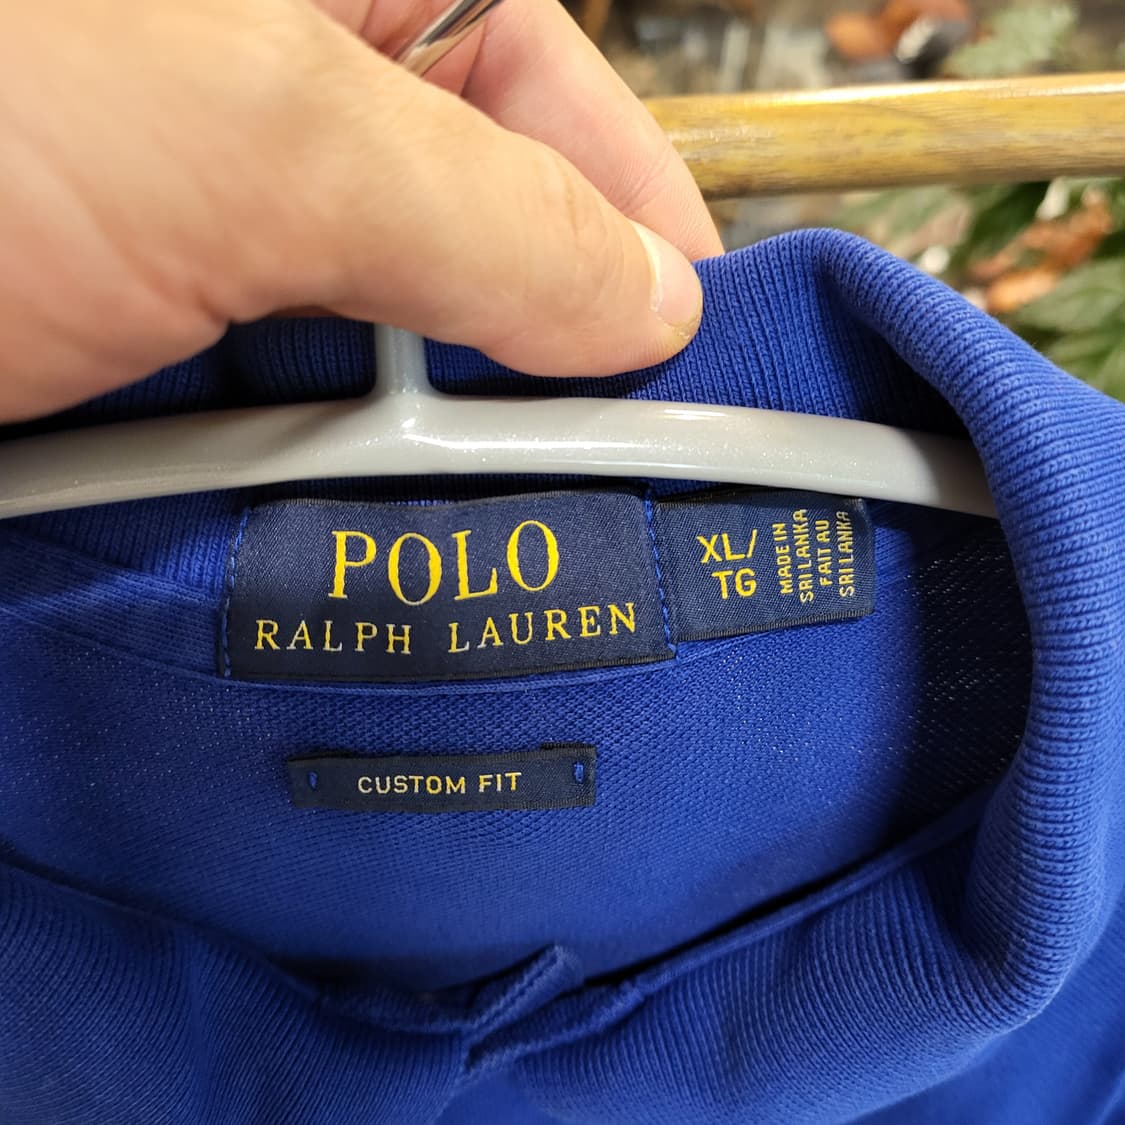 POLO
RALPH LAUREN
XL/
TG
MADE IN
SRI LANKA
FAIT AU
SRI LANKA
CUSTOM FIT